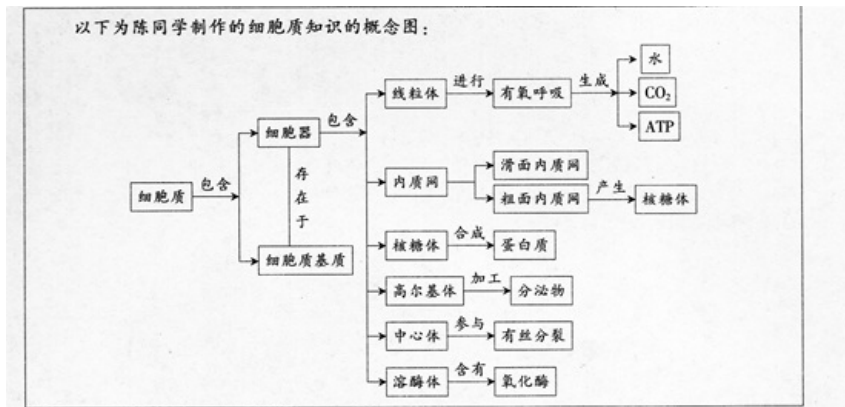 以下为陈同学制作的细胞质知识的概念图：
水
进行
生成
线粒体
有氧呼吸
CO₂
包含
细胞器
ATP
滑面内质网
存在于
内质网
包含
产生
细胞质
粗面内质网
核糖体
合成
核糖体
蛋白质
细胞质基质
加工
高尔基体
分泌物
参与
中心体
有丝分裂
含有
溶酶体
氧化酶